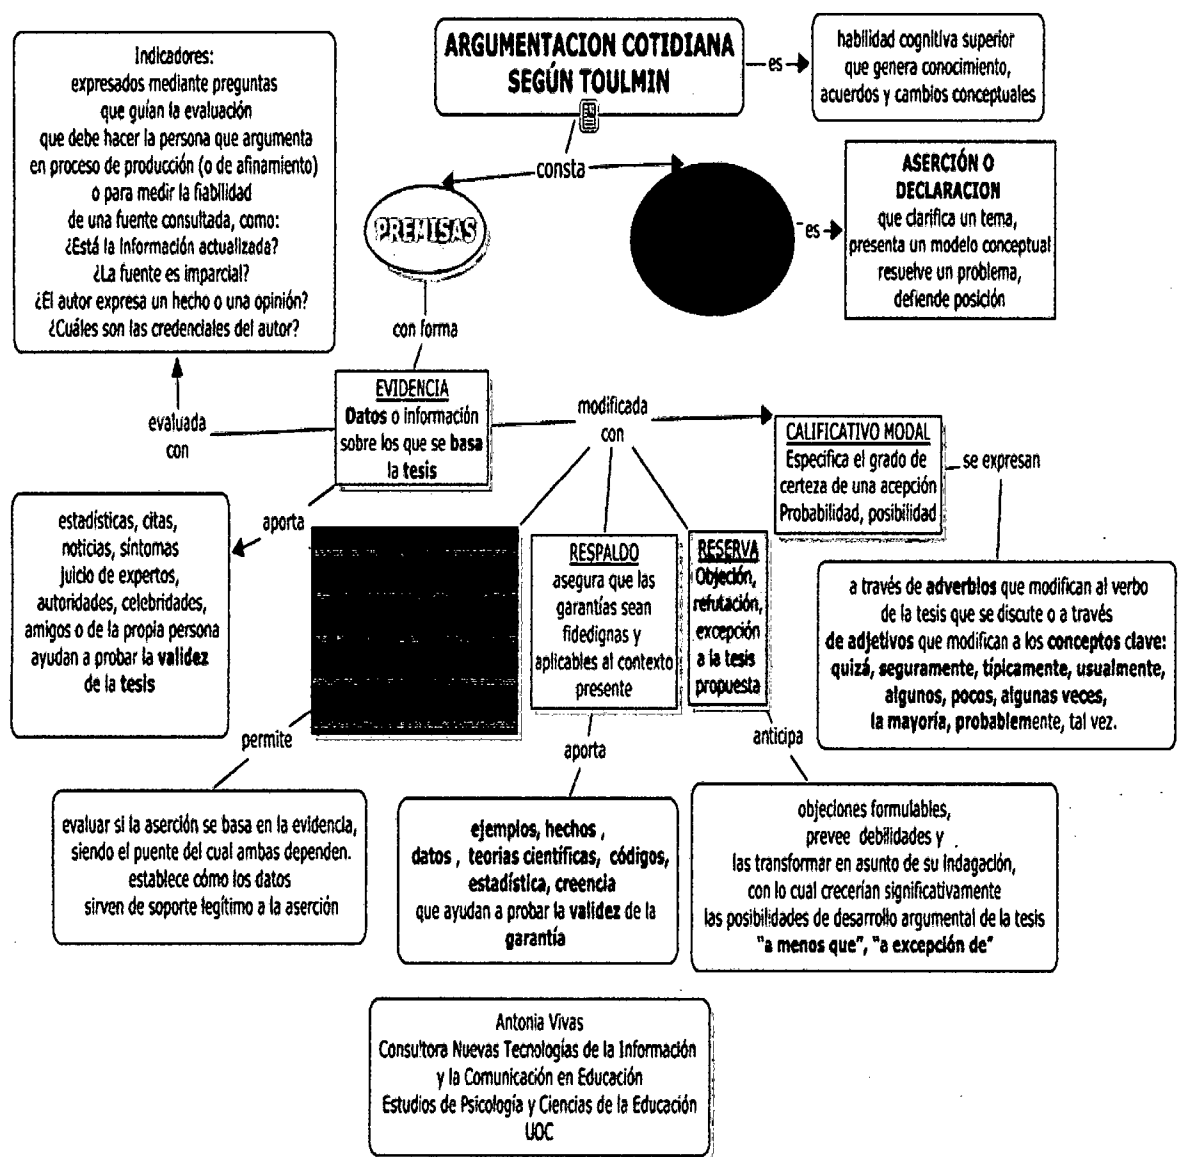 ARGUMENTACION COTIDIANA
SEGÚN TOULMIN
es
habilidad cognitiva superior
que genera conocimiento,
acuerdos y cambios conceptuales
Indicadores:
expresados mediante preguntas
que guían la evaluación
que debe hacer la persona que argumenta
en proceso de producción (o de afinamiento)
o para medir la fiabilidad
de una fuente consultada, como:
¿Está la información actualizada?
¿La fuente es imparcial?
¿El autor expresa un hecho o una opinión?
¿Cuáles son las credenciales del autor?
consta
PREMISAS
es
ASERCIÓN O
DECLARACION
que clarifica un tema,
presenta un modelo conceptual
resuelve un problema,
defiende posición
con forma
evaluada
con
EVIDENCIA
Datos o información
sobre los que se basa
la tesis
modificada
con
CALIFICATIVO MODAL
Especifica el grado de
certeza de una acepción
Probabilidad, posibilidad
se expresan
aporta
estadísticas, citas,
noticias, síntomas
juicio de expertos,
autoridades, celebridades,
amigos o de la propia persona
ayudan a probar la validez
de la tesis
RESPALDO
asegura que las
garantías sean
fidedignas y
aplicables al contexto
presente
RESERVA
Objeción,
refutación,
excepción
a la tesis
propuesta
a través de adverbios que modifican al verbo
de la tesis que se discute o a través
de adjetivos que modifican a los conceptos clave:
quizá, seguramente, típicamente, usualmente,
algunos, pocos, algunas veces,
la mayoría, probablemente, tal vez.
permite
aporta
anticipa
evaluar si la aserción se basa en la evidencia,
siendo el puente del cual ambas dependen.
establece cómo los datos
sirven de soporte legítimo a la aserción
ejemplos, hechos ,
datos , teorias científicas, códigos,
estadística, creencia
que ayudan a probar la validez de la
garantía
objeciones formulables,
prevee debilidades y
las transformar en asunto de su indagación,
con lo cual crecerían significativamente
las posibilidades de desarrollo argumental de la tesis
"a menos que", "a excepción de"
Antonia Vivas
Consultora Nuevas Tecnologías de la Información
y la Comunicación en Educación
Estudios de Psicología y Ciencias de la Educación
UOC